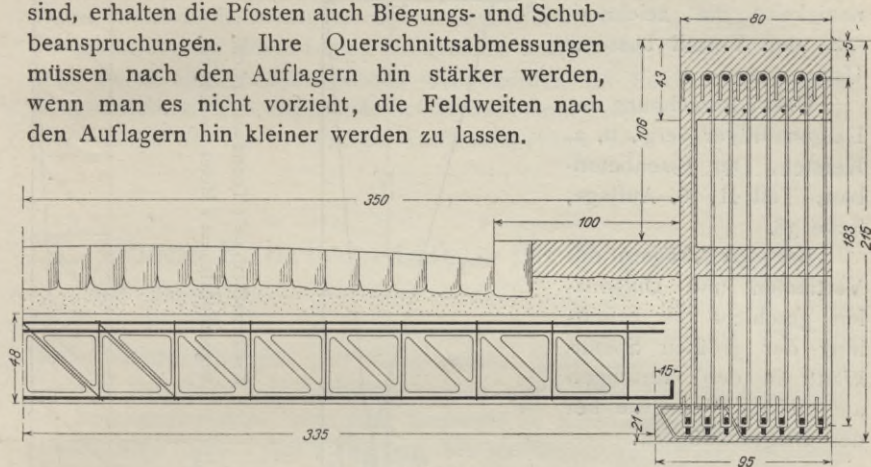 sind, erhalten die Pfosten auch Biegungs- und Schub-
beanspruchungen. Ihre Querschnittsabmessungen
müssen nach den Auflagern hin stärker werden,
wenn man es nicht vorzieht, die Feldweiten nach
den Auflagern hin kleiner werden zu lassen.
80
5
43
106
350
100
183
215
48
15
21
335
95